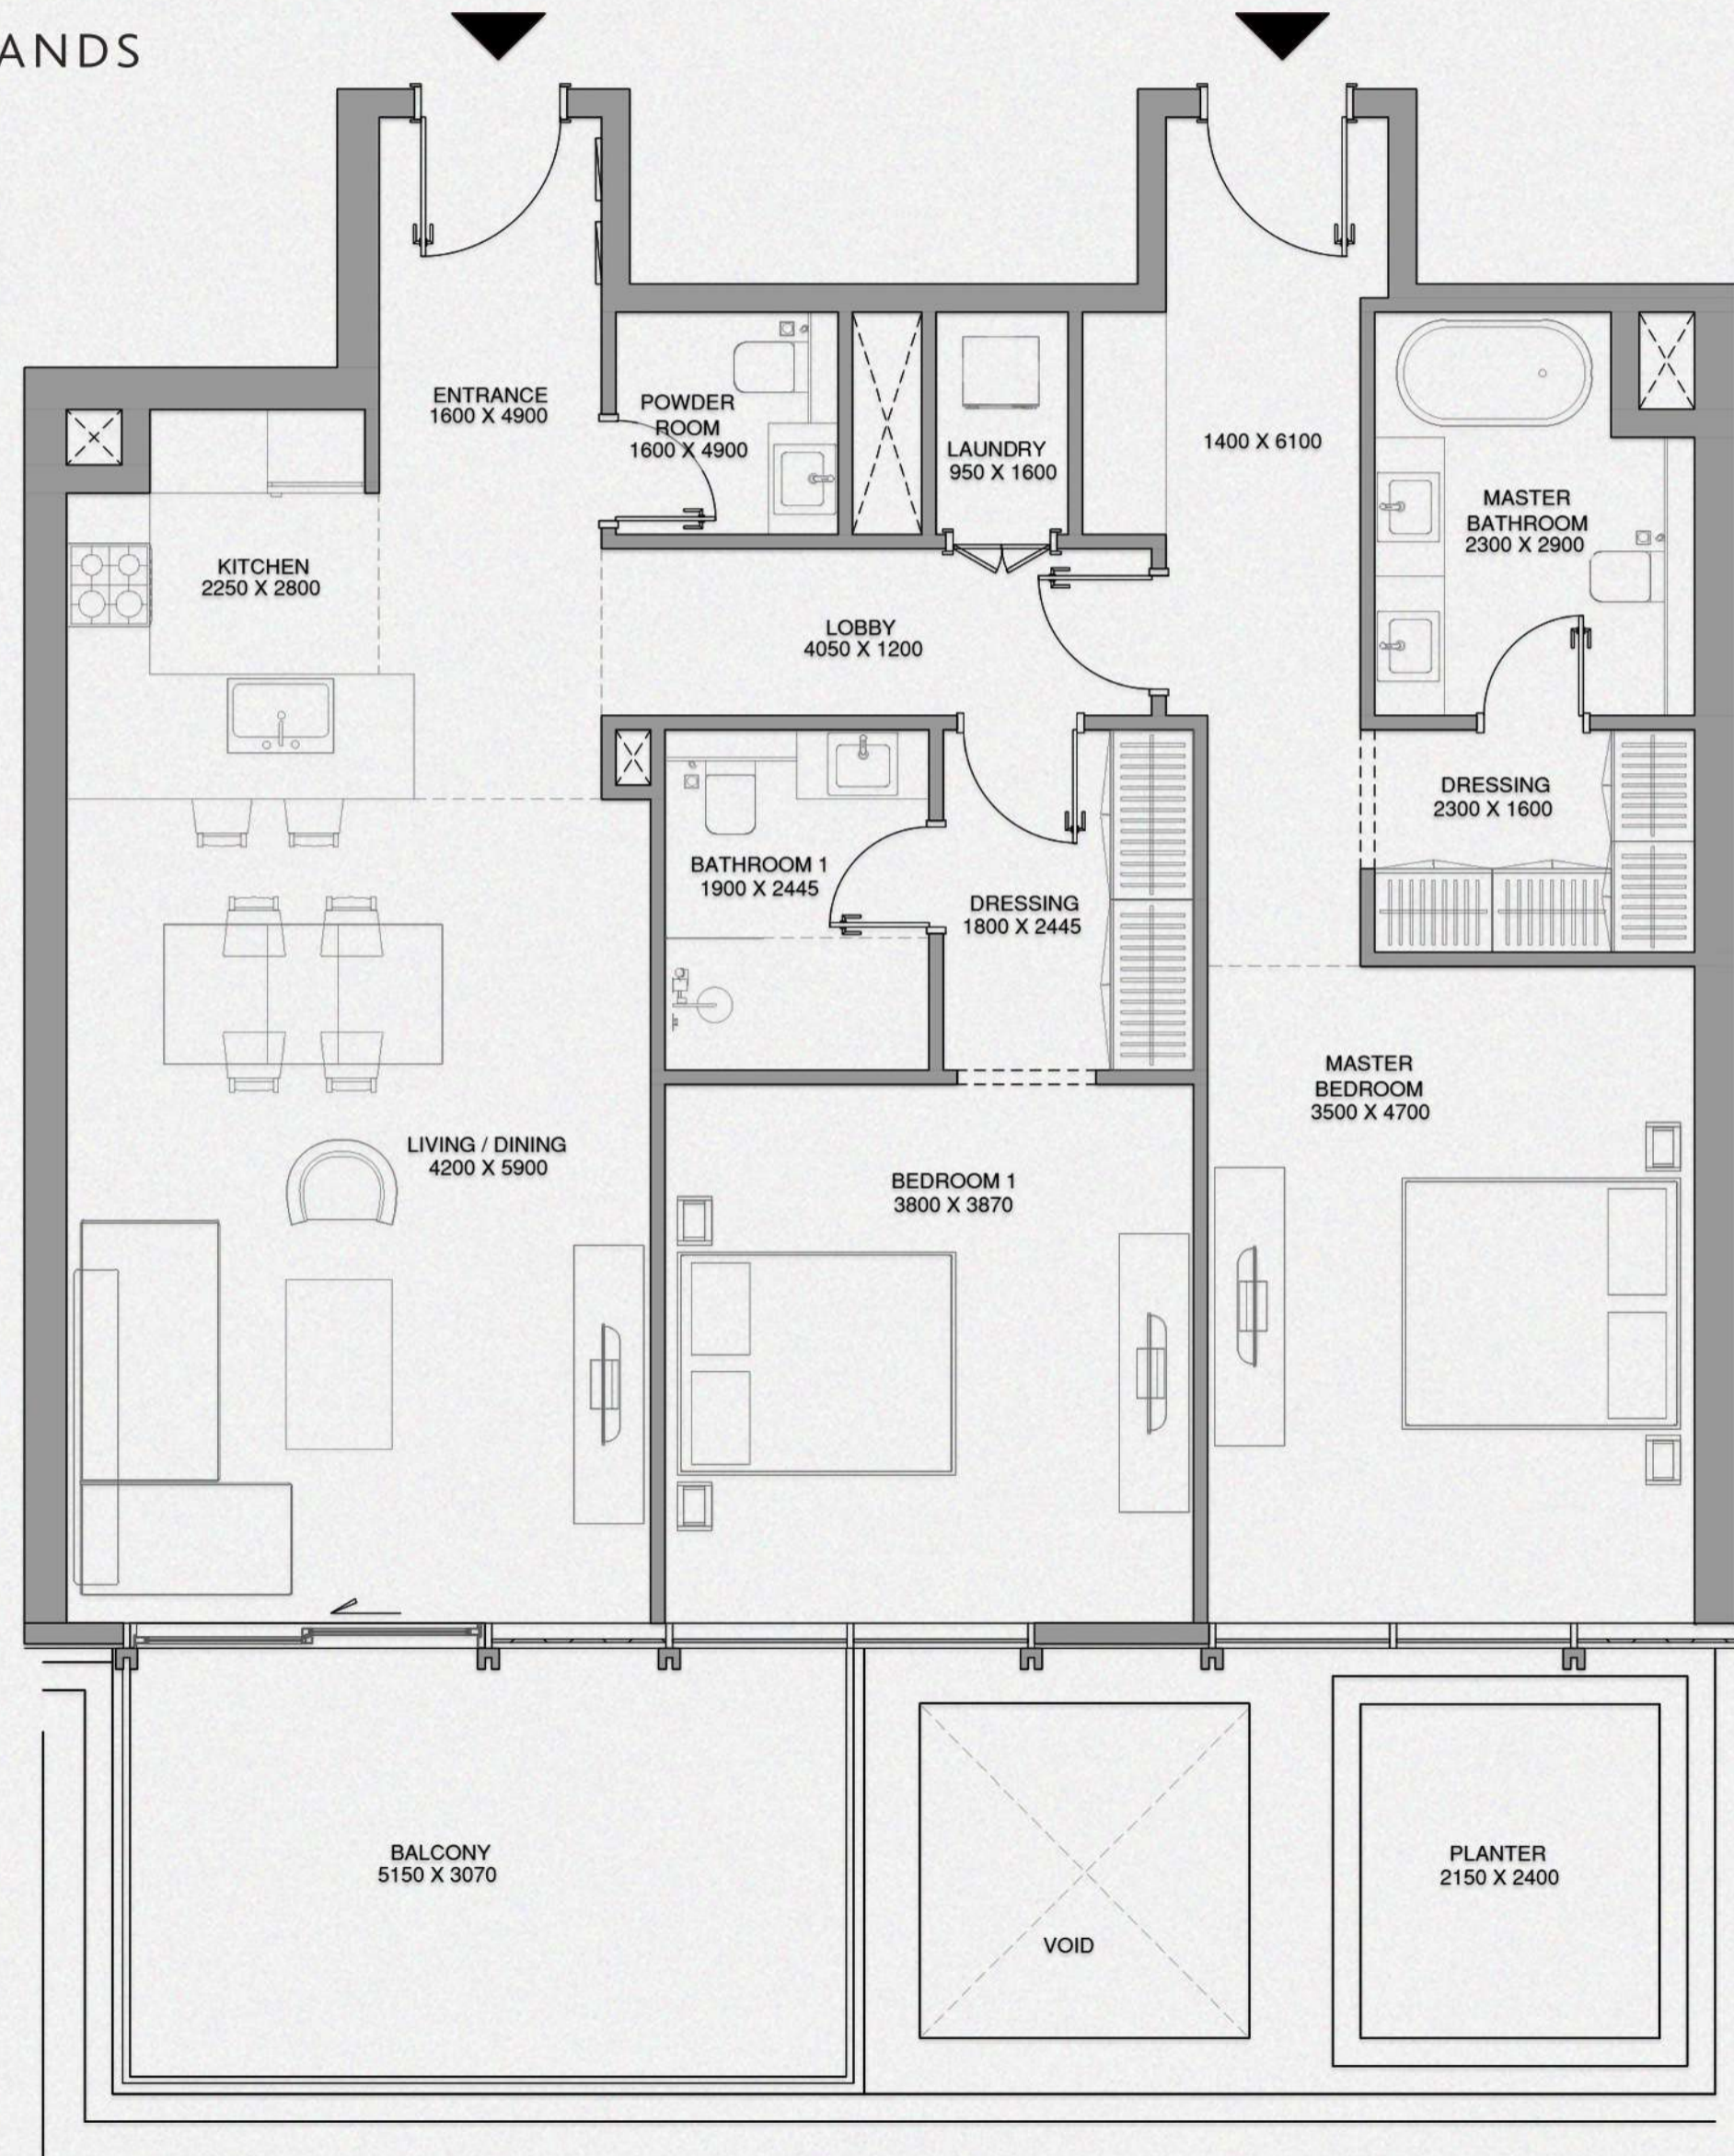 ANDS
ENTRANCE
1600 X 4900
POWDER
ROOM
1600 X 4900
LAUNDRY
950 X 1600
1400 X 6100
MASTER
BATHROOM
2300 X 2900
KITCHEN
2250 X 2800
LOBBY
4050 X 1200
DRESSING
2300 X 1600
BATHROOM 1
1900 X 2445
DRESSING
1800 X 2445
MASTER
BEDROOM
3500 X 4700
LIVING / DINING
4200 X 5900
BEDROOM 1
3800 X 3870
BALCONY
5150 X 3070
VOID
PLANTER
2150 X 2400